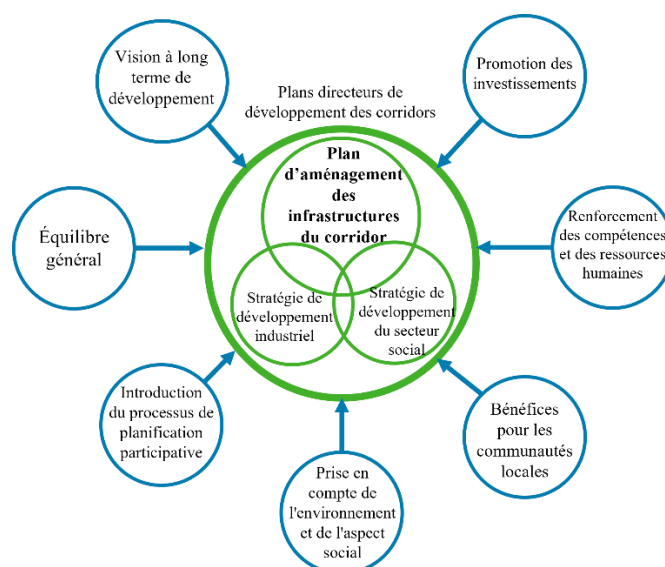 Vision à long
terme de
développement
Promotion des
investissements
Plans directeurs de
développement des corridors
Plan
d'aménagement
des
infrastructures
du corridor
Équilibre
général
Renforcement
des compétences
et des ressources
humaines
Stratégie de
développement
industriel
Stratégie de
développement
du secteur
social
Introduction
du processus de
planification
participative
Bénéfices
pour les
communautés
locales
Prise en
compte de
l'environnement
et de l'aspect
social